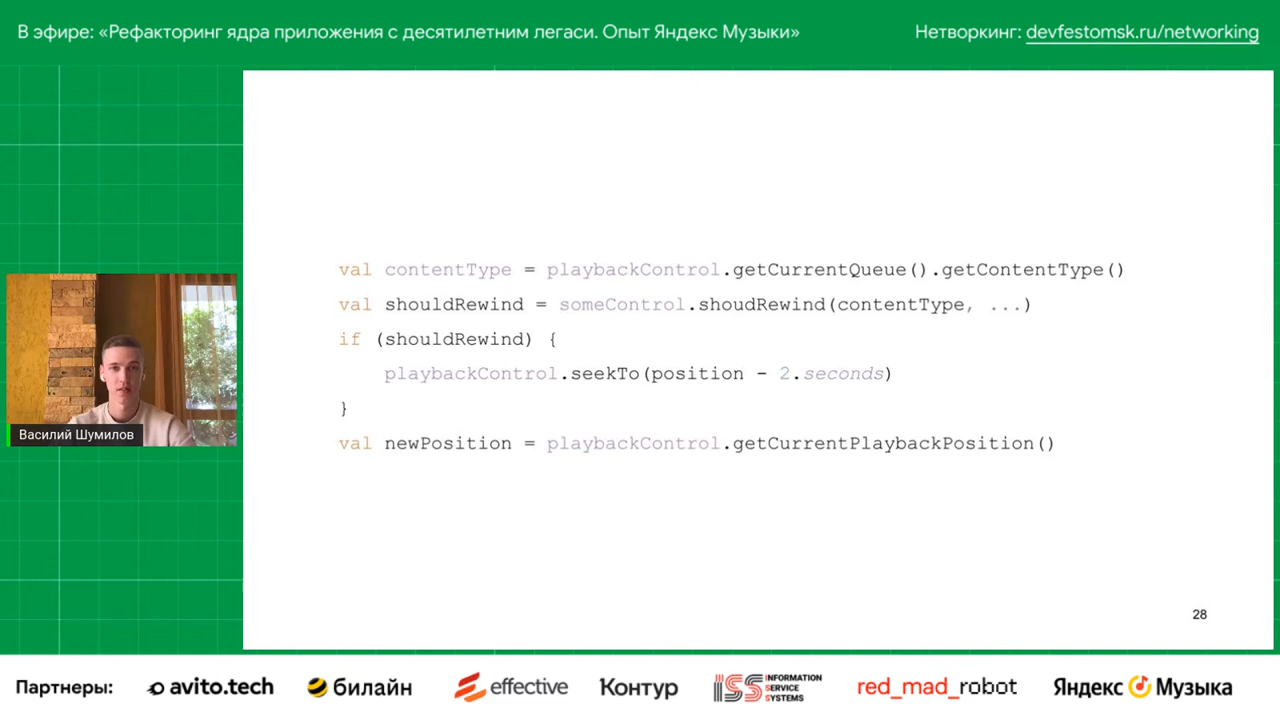 В эфире: «Рефакторинг ядра приложения с десятилетним легаси. Опыт Яндекс Музыки»
Нетворкинг: devfestomsk.ru/networking
val contentType = playbackControl.getCurrentQueue().getContentType()
val shouldRewind = someControl.shoudRewind(contentType, ...)
if (shouldRewind) {
playbackControl.seekTo(position - 2.seconds)
}
val newPosition = playbackControl.getCurrentPlaybackPosition()
Василий Шумилов
28
Партнеры: avito.tech билайн effective Контур ISS INFORMATION SERVICE SYSTEMS red_mad_robot Яндекс Музыка